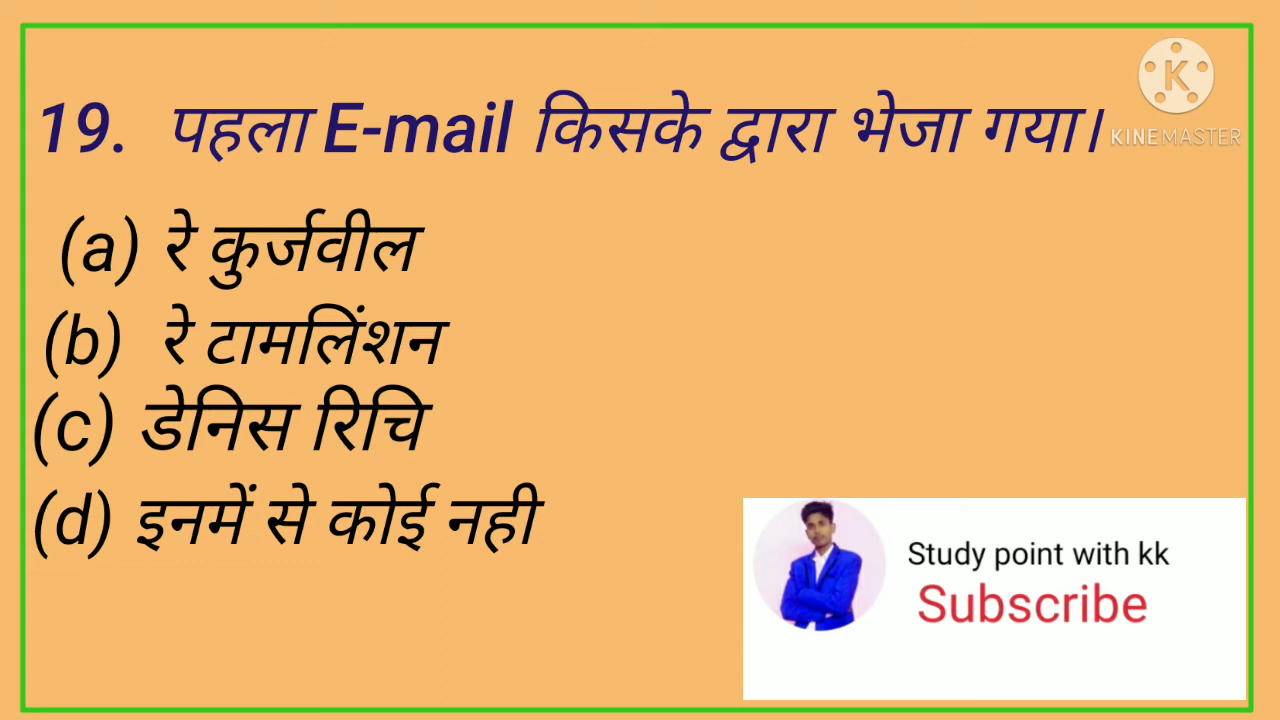 19. पहला E-mail किसके द्वारा भेजा गया।
K
KINEMASTER
(a) रे कुर्जवील
(b) रे टामलिंशन
(c) डेनिस रिचि
(d) इनमें से कोई नही
Study point with kk
Subscribe